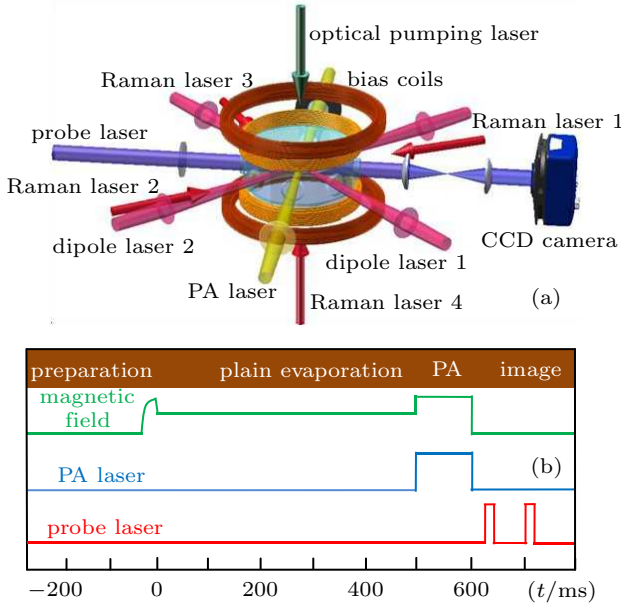 optical pumping laser
Raman laser 3
bias coils
probe laser
Raman laser 1
Raman laser 2
dipole laser 2
CCD camera
dipole laser 1
PA laser
Raman laser 4
(a)
preparation plain evaporation PA image
magnetic
field
PA laser
(b)
probe laser
−200 0 200 400 600 (t/ms)